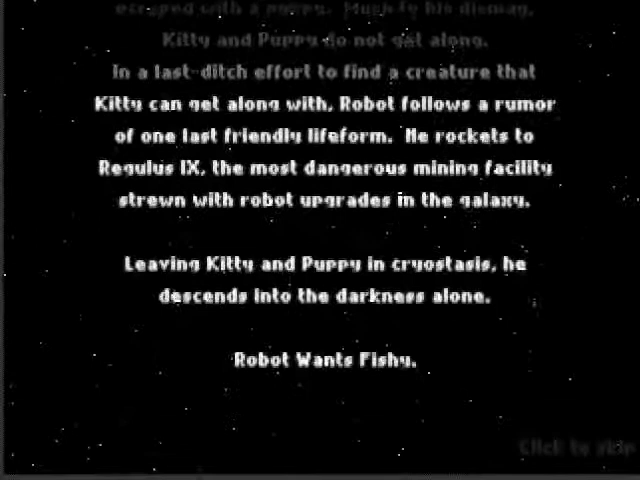 escaped with a puppy.  Much to his dismay,
Kitty and Puppy do not get along.
In a last-ditch effort to find a creature that
Kitty can get along with, Robot follows a rumor
of one last friendly lifeform.  He rockets to
Regulus IX, the most dangerous mining facility
strewn with robot upgrades in the galaxy.
Leaving Kitty and Puppy in cryostasis, he
descends into the darkness alone.
Robot Wants Fishy.
Click to skip